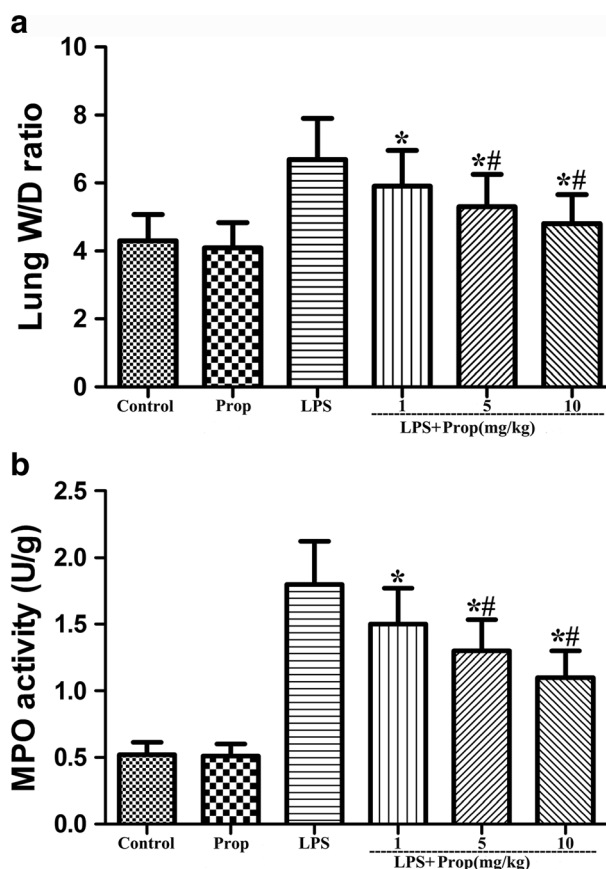 a
Lung W/D ratio
10
8
6
4
2
0
*
*#
*#
Control Prop LPS 1 5 10
LPS+Prop(mg/kg)
b
MPO activity (U/g)
2.5
2.0
1.5
1.0
0.5
0.0
*
*#
*#
Control Prop LPS 1 5 10
LPS+Prop(mg/kg)